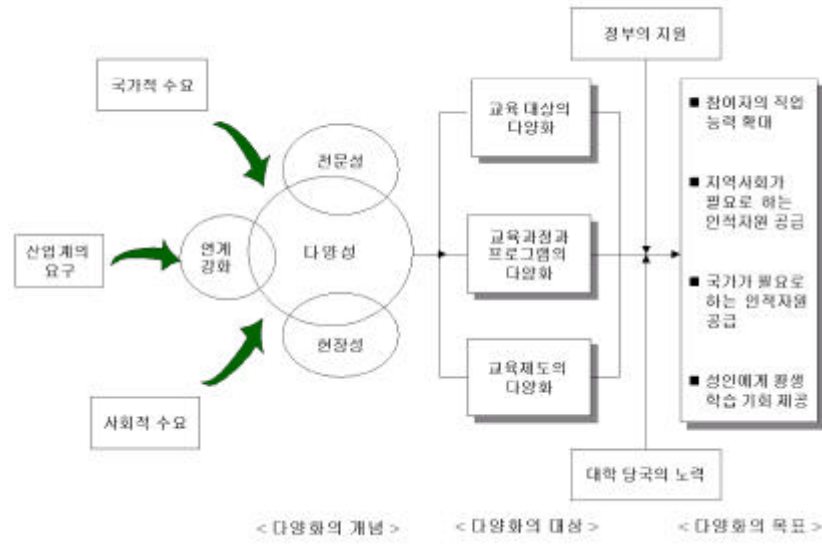 정부의 지원
국가적 수요
교육 대상의
다양화
■ 참여자의 직업
능력 확대
전문성
■ 지역사회가
필요로 하는
인적자원 공급
산업계의
요구
연계
강화
다양성
교육과정과
프로그램의
다양화
■ 국가가 필요로
하는 인적자원
공급
현장성
교육제도의
다양화
■ 성인에게 평생
학습 기회 제공
사회적 수요
대학 당국의 노력
< 다양화의 개념 >
< 다양화의 대상>
< 다양화의 목표 >